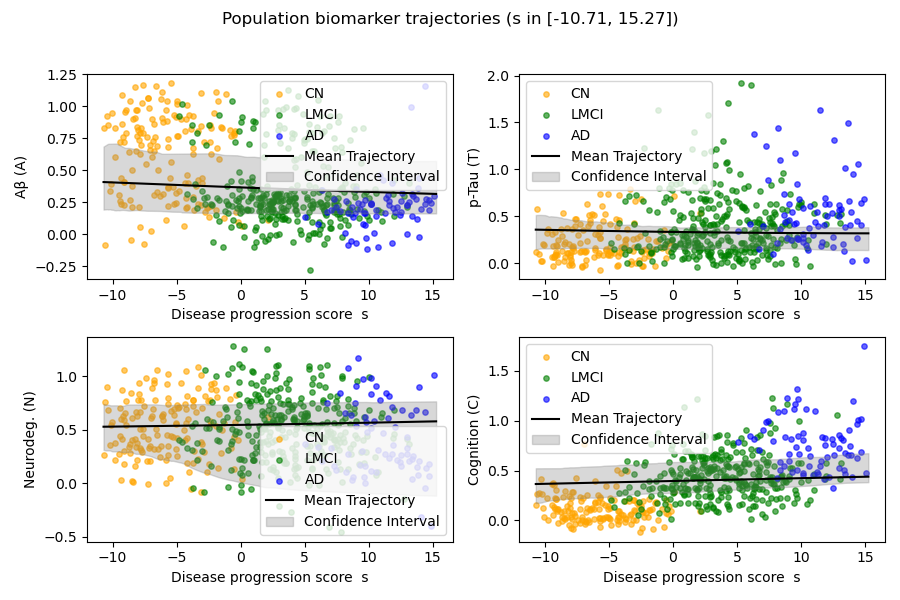 Population biomarker trajectories (s in [-10.71, 15.27])
Aβ (A)
1.25
1.00
0.75
0.50
0.25
0.00
−0.25
CN
LMCI
AD
Mean Trajectory
Confidence Interval
−10 −5 0 5 10 15
Disease progression score s
p-Tau (T)
2.0
1.5
1.0
0.5
0.0
CN
LMCI
AD
Mean Trajectory
Confidence Interval
−10 −5 0 5 10 15
Disease progression score s
Neurodeg. (N)
1.0
0.5
0.0
−0.5
CN
LMCI
AD
Mean Trajectory
Confidence Interval
−10 −5 0 5 10 15
Disease progression score s
Cognition (C)
1.5
1.0
0.5
0.0
CN
LMCI
AD
Mean Trajectory
Confidence Interval
−10 −5 0 5 10 15
Disease progression score s